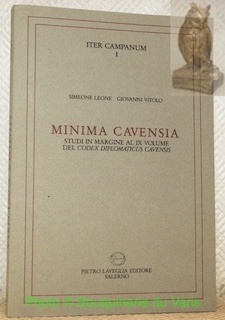 ITER CAMPANUM
I
SIMEONE LEONE GIOVANNI VITOLO
MINIMA CAVENSIA
STUDI IN MARGINE AL IX VOLUME
DEL CODEX DIPLOMATICUS CAVENSIS
PIETRO LAVEGLIA EDITORE
SALERNO